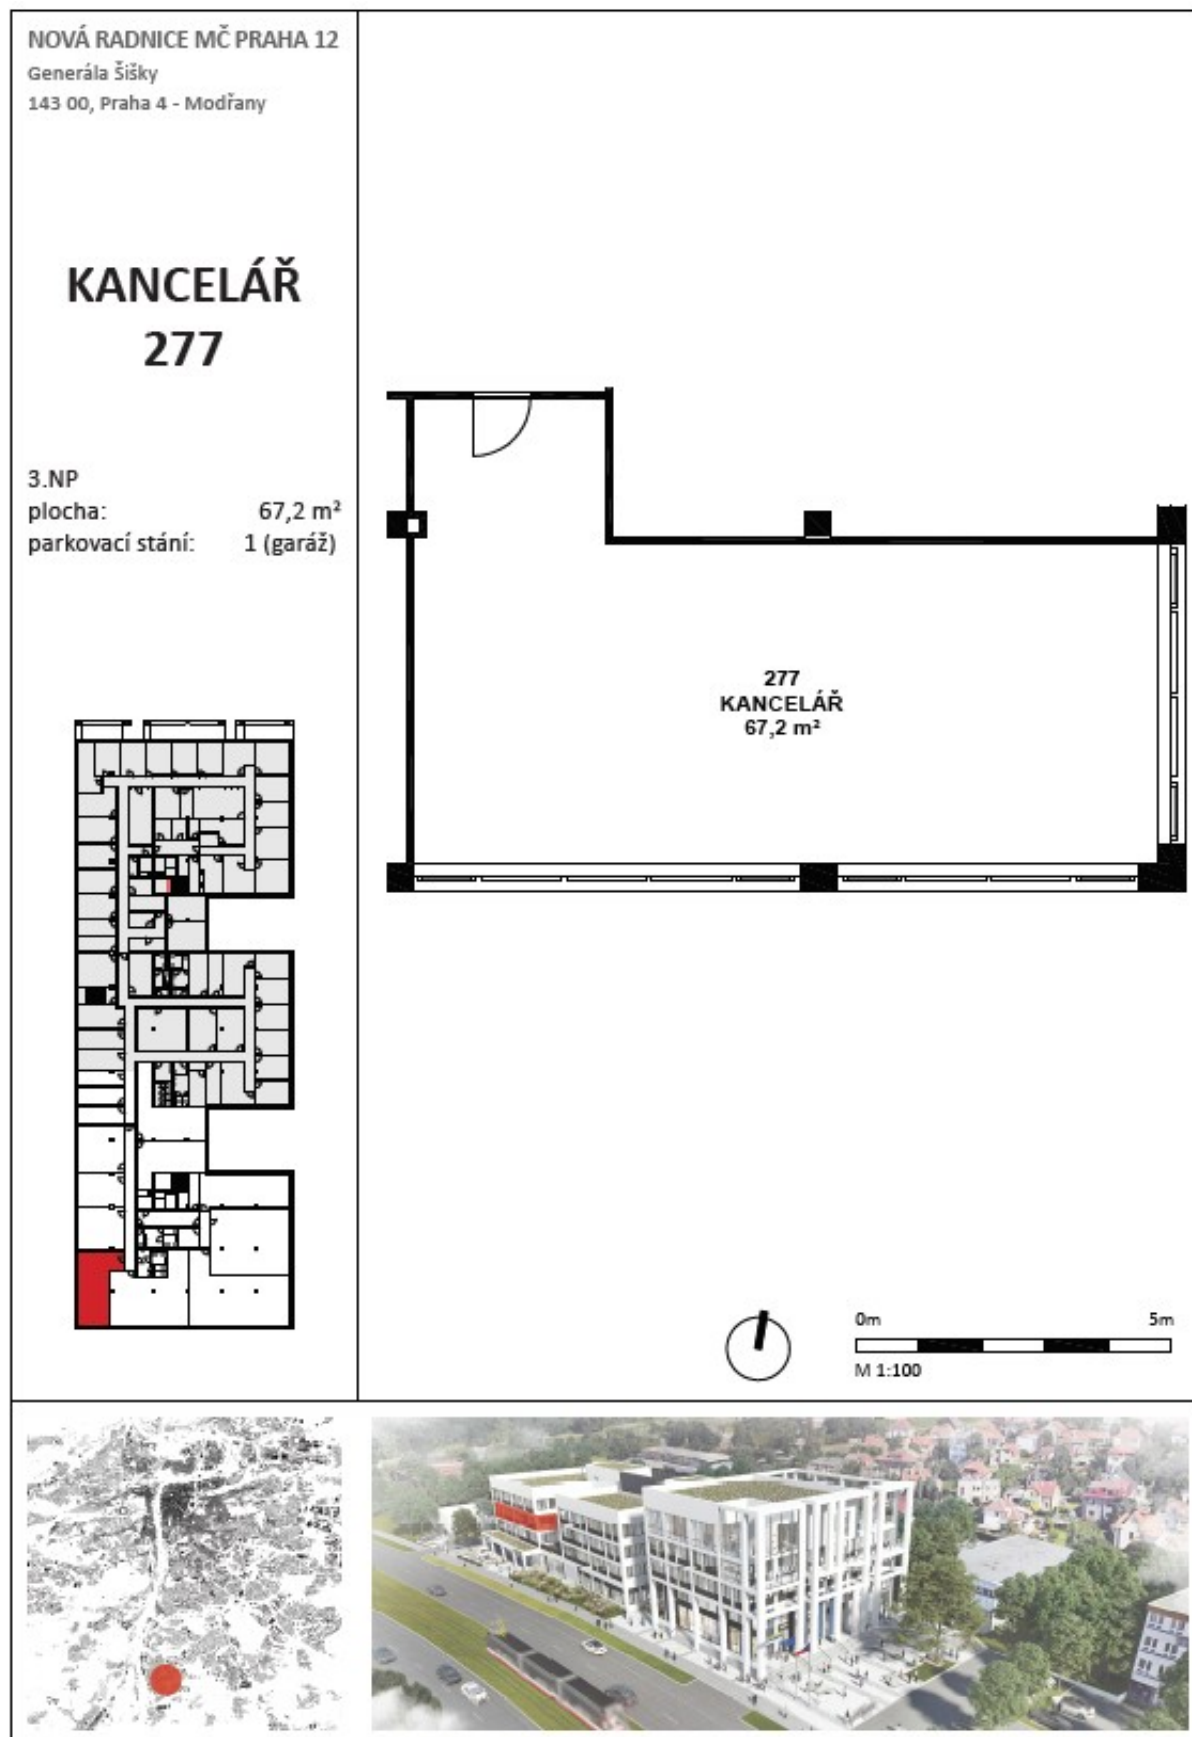 NOVÁ RADNICE MČ PRAHA 12
Generála Šišky
143 00, Praha 4 - Modřany
KANCELÁŘ
277
3.NP
plocha: 67,2 m²
parkovací stání: 1 (garáž)
277
KANCELÁŘ
67,2 m²
0m 5m
M 1:100